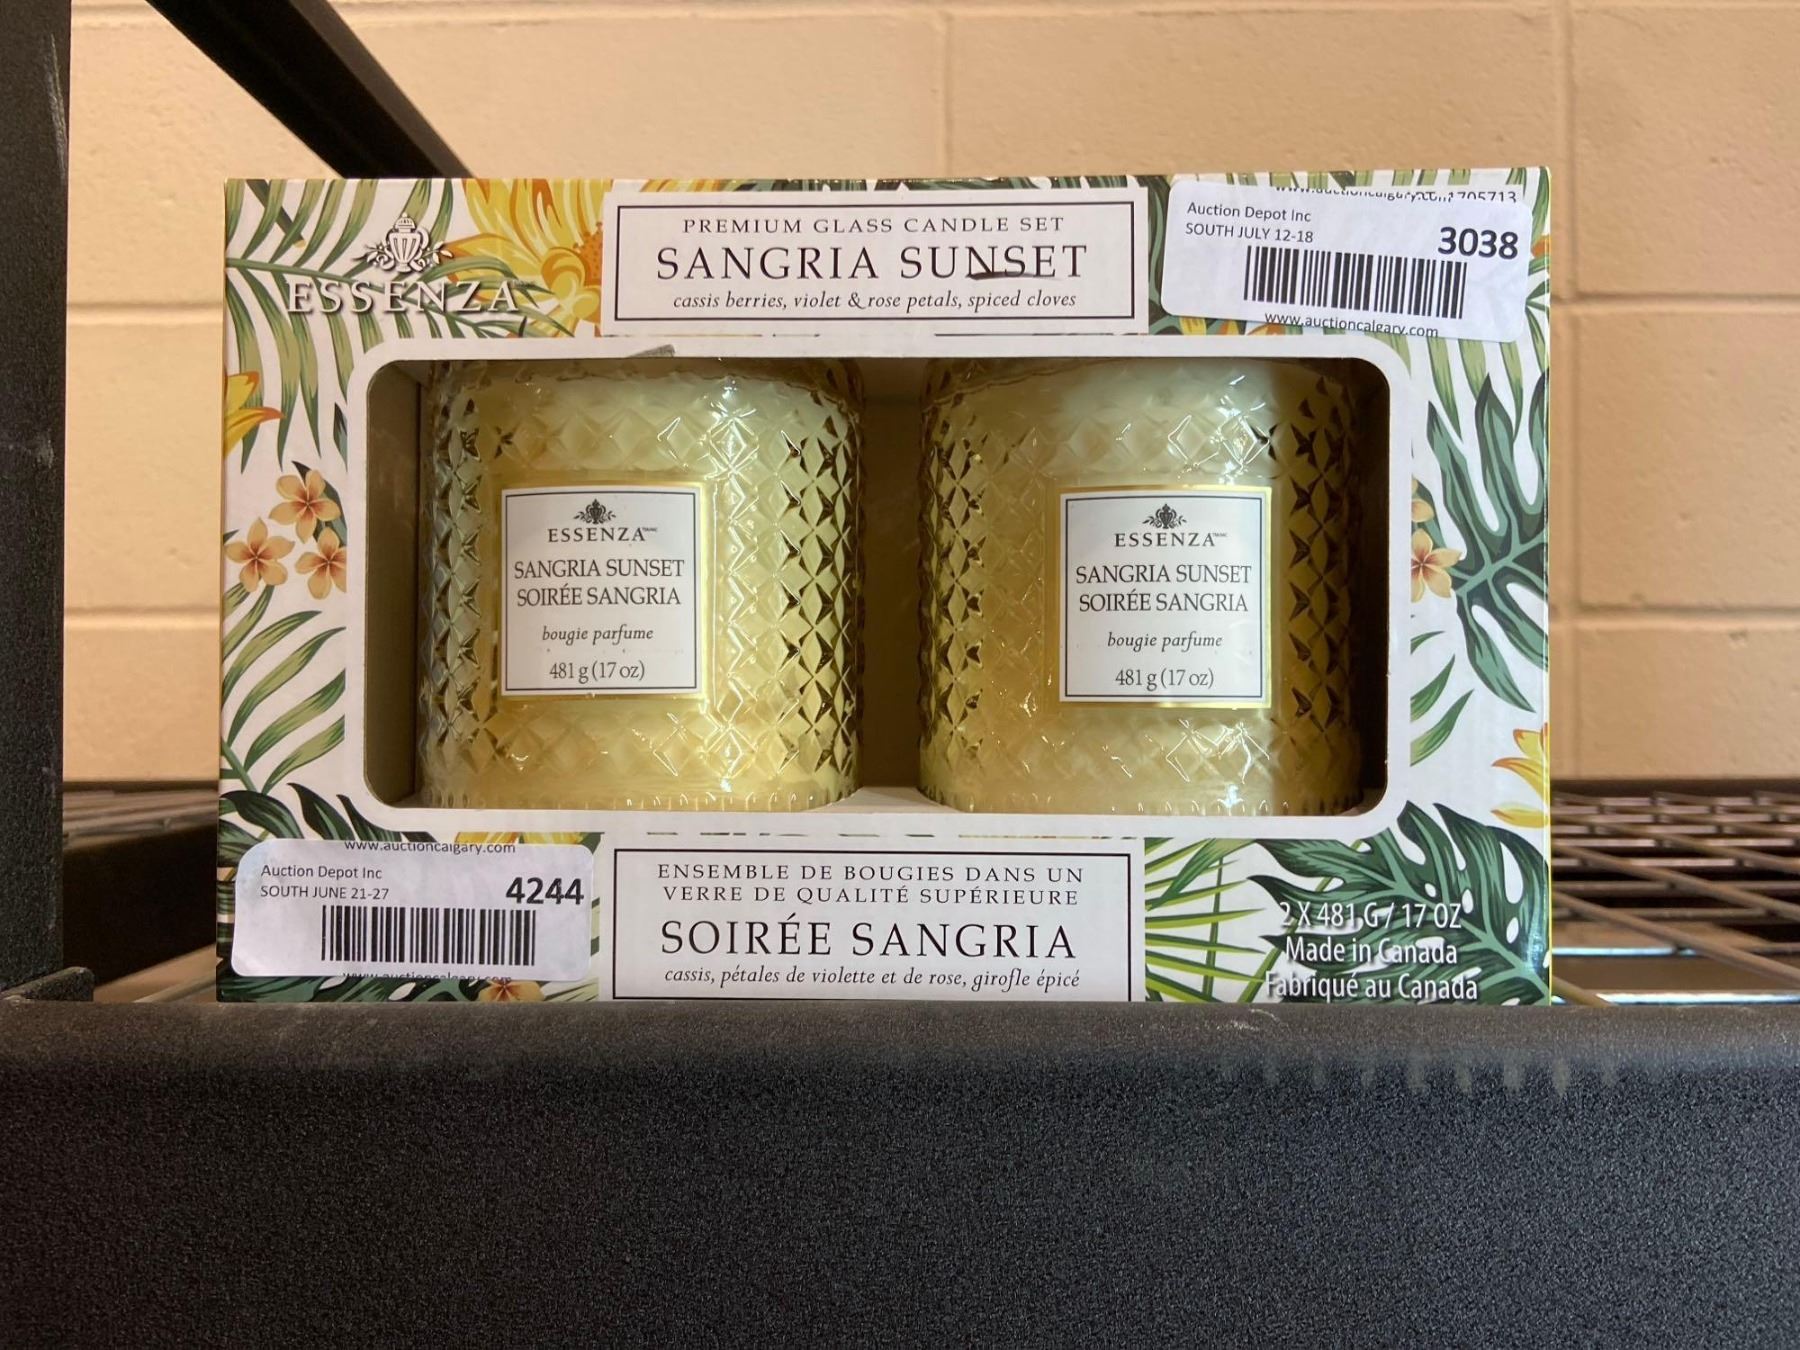 PREMIUM GLASS CANDLE SET
SANGRIA SUNSET
cassis berries, violet & rose petals, spiced cloves
ESSENZA
1705713
Auction Depot Inc
SOUTH JULY 12-18
3038
www.auctioncalgary.com
ESSENZA
SANGRIA SUNSET
SOIRÉE SANGRIA
bougie parfume
481 g (17 oz)
ESSENZA
SANGRIA SUNSET
SOIRÉE SANGRIA
bougie parfume
481 g (17 oz)
www.auctioncalgary.com
Auction Depot Inc
SOUTH JUNE 21-27
4244
ENSEMBLE DE BOUGIES DANS UN
VERRE DE QUALITÉ SUPÉRIEURE
SOIRÉE SANGRIA
cassis, pétales de violette et de rose, girofle épicé
2 X 481 G / 17 OZ
Made in Canada
Fabriqué au Canada